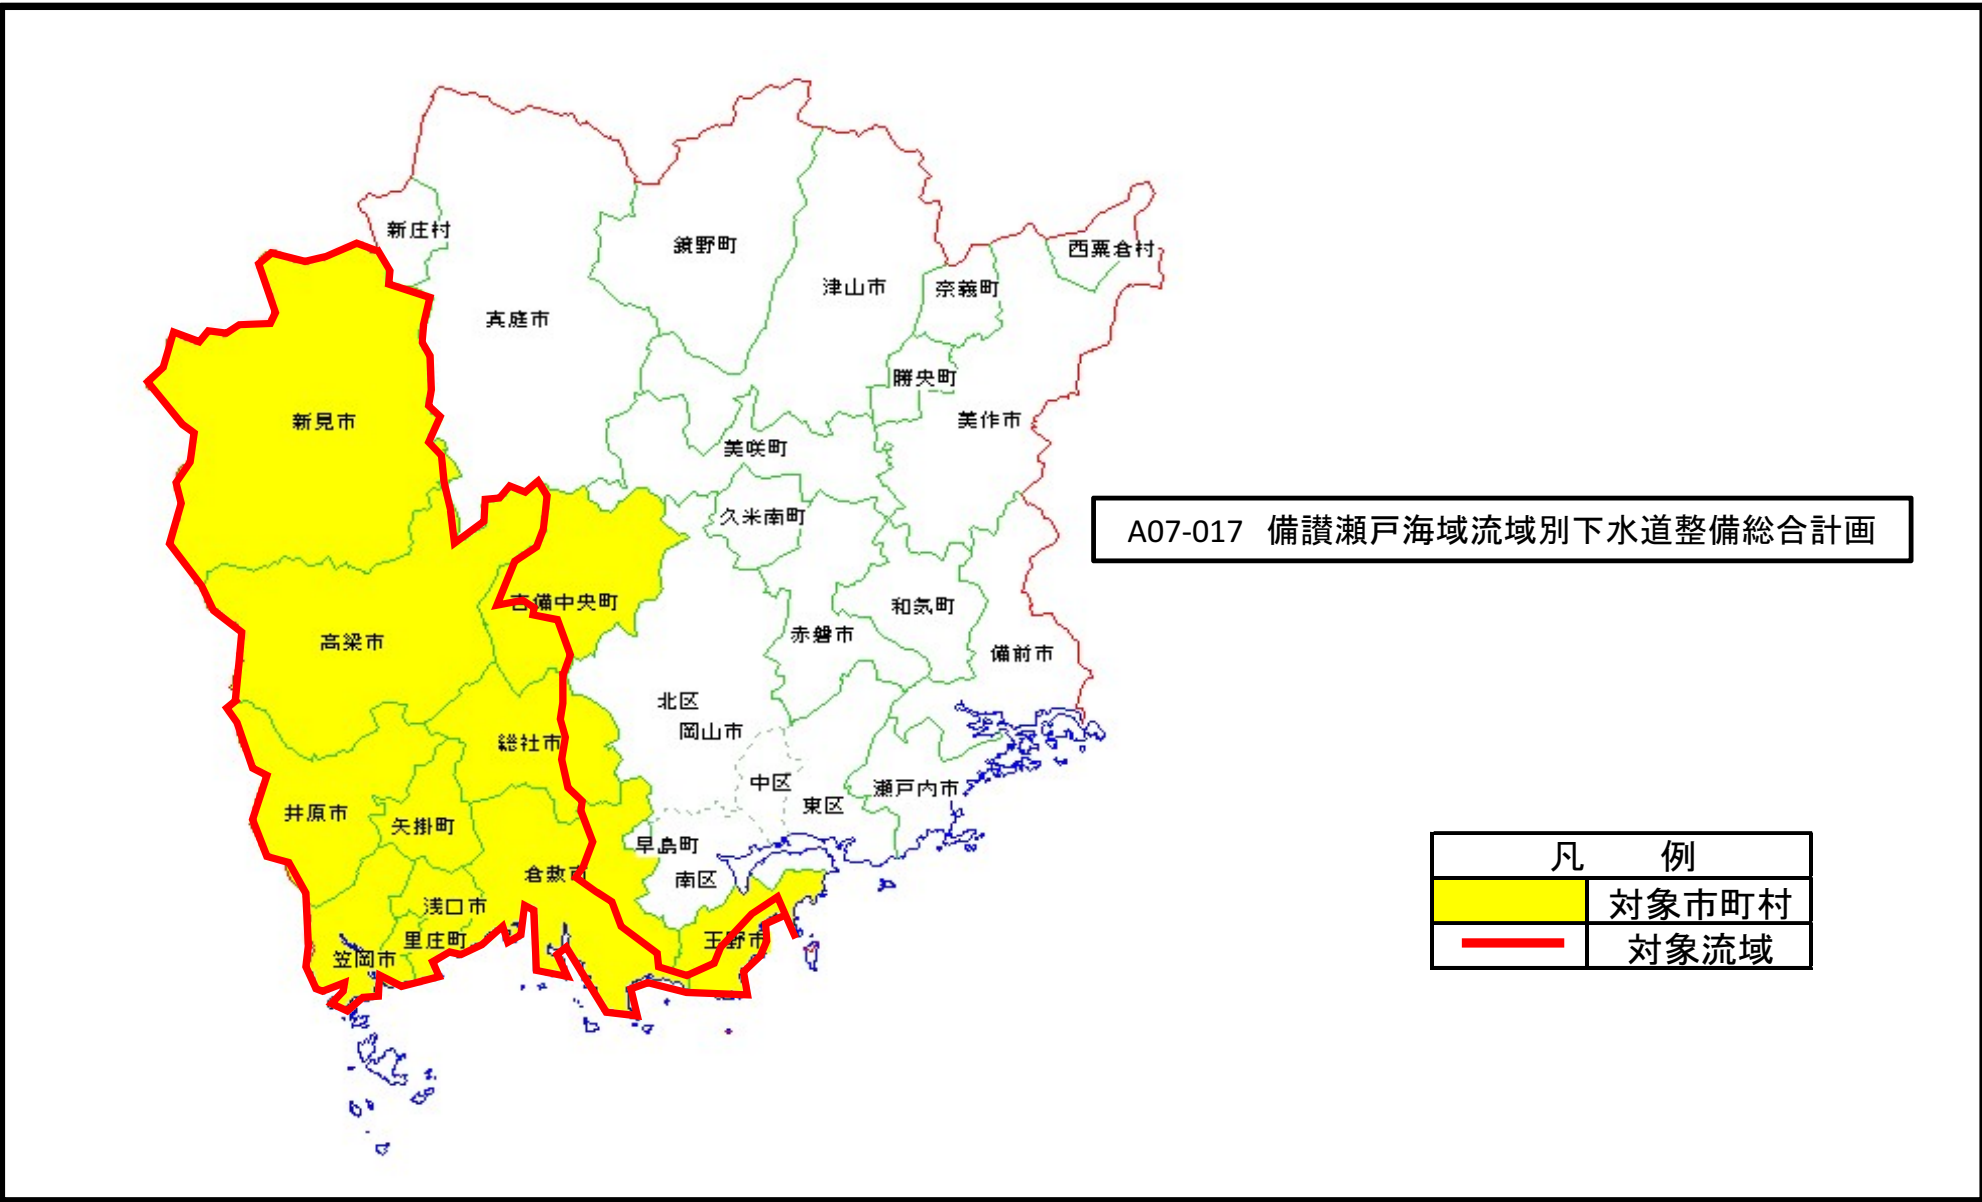 新庄村
鏡野町
西粟倉村
津山市
奈義町
真庭市
勝央町
新見市
美作市
美咲町
久米南町
A07-017 備讃瀬戸海域流域別下水道整備総合計画
吉備中央町
和気町
赤磐市
高梁市
備前市
北区
岡山市
総社市
中区
瀬戸内市
東区
井原市
矢掛町
早島町
倉敷市
南区
浅口市
里庄町
玉野市
笠岡市
凡 例
対象市町村
対象流域